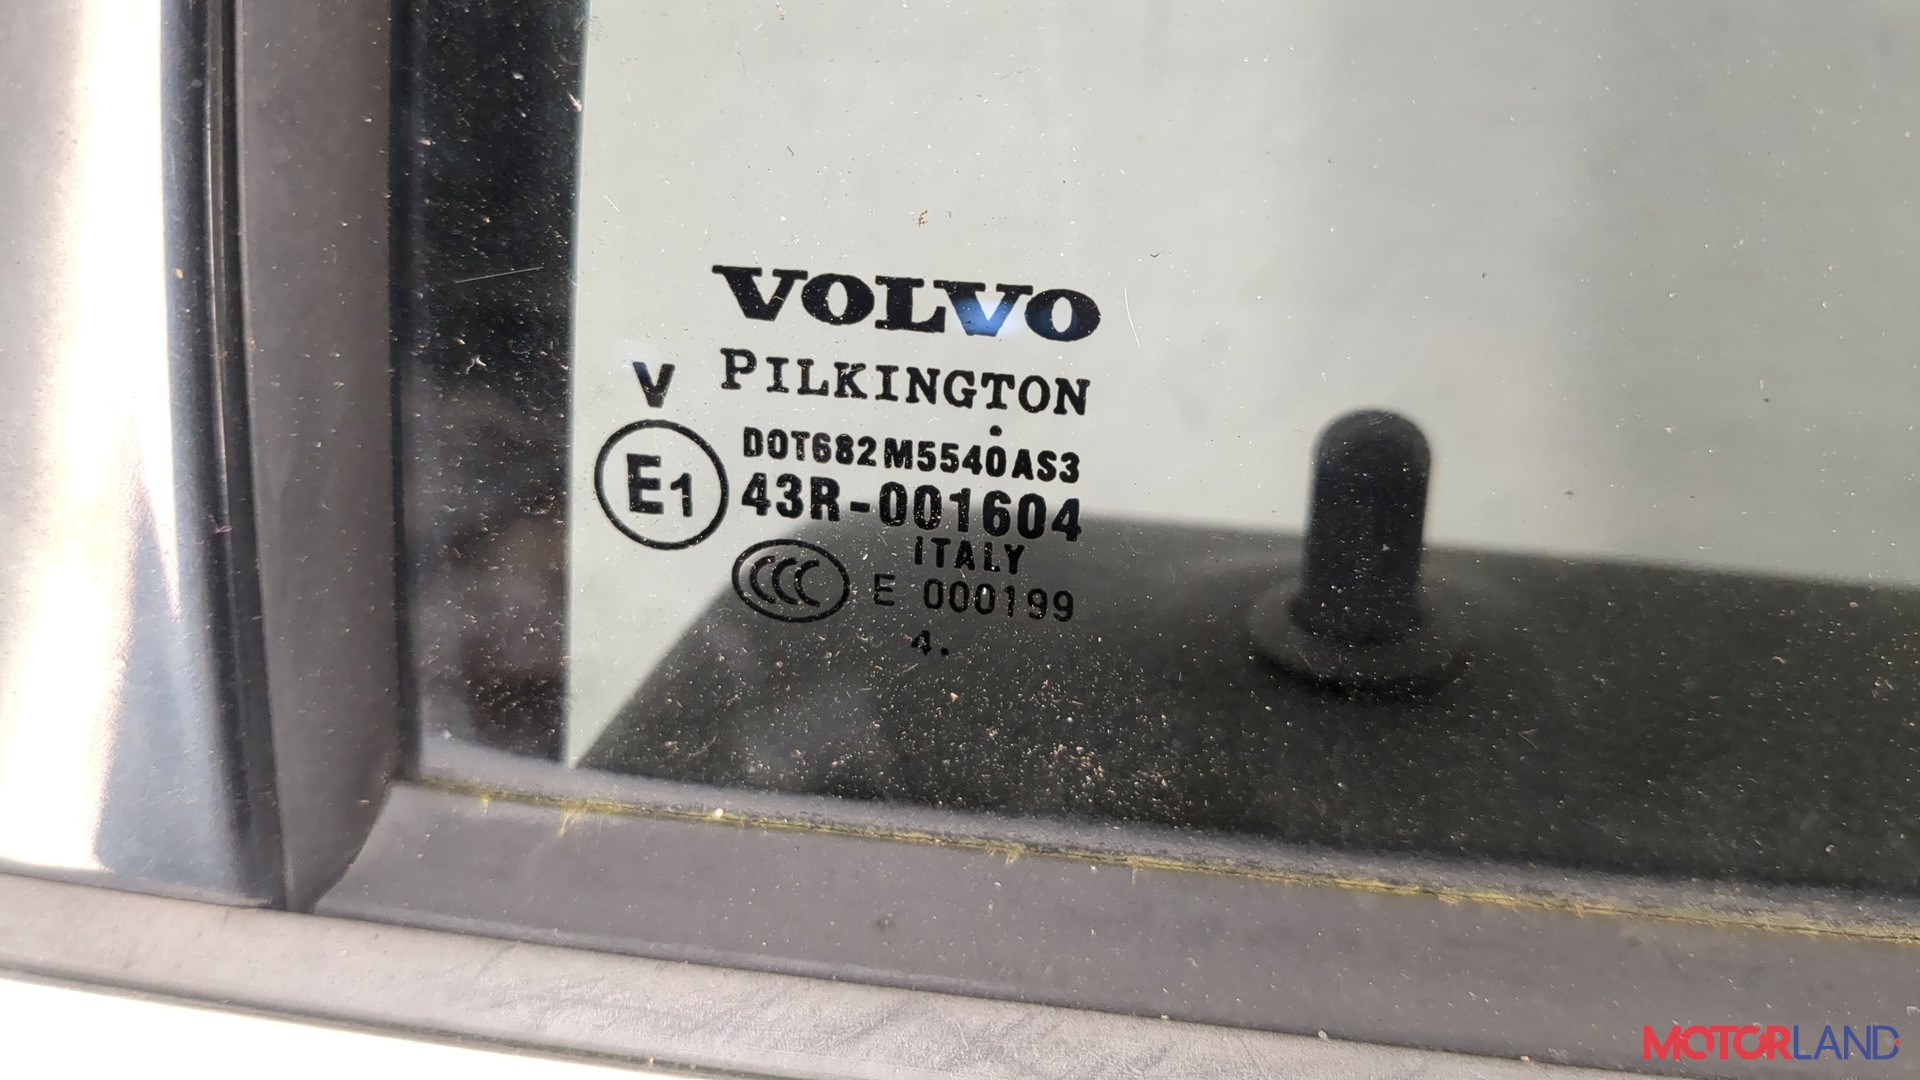 VOLVO
V PILKINGTON
DOT682M5540AS3
E1 43R-001604
ITALY
CCC E 000199
4.
MOTORLAND